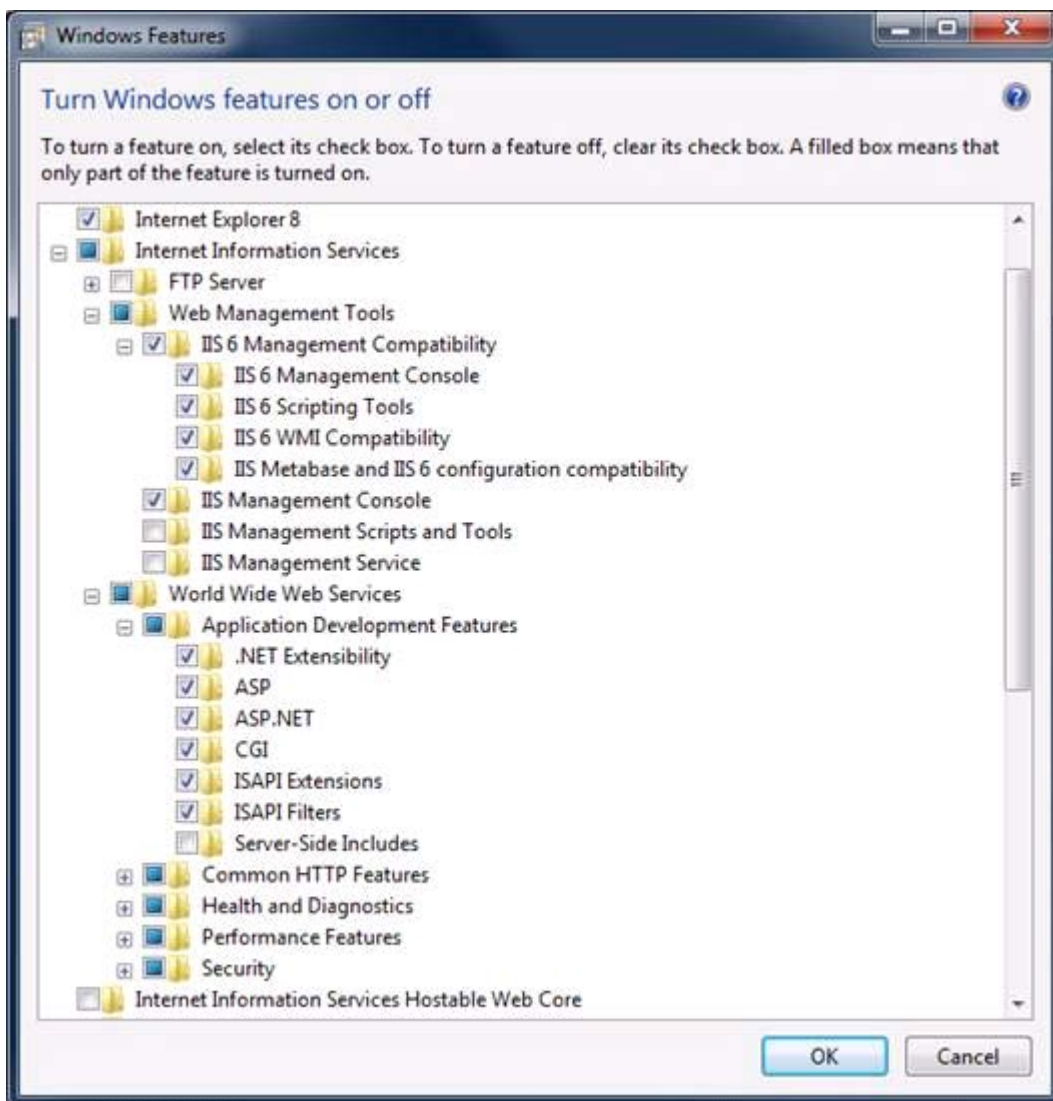 Windows Features
Turn Windows features on or off
To turn a feature on, select its check box. To turn a feature off, clear its check box. A filled box means that
only part of the feature is turned on.
Internet Explorer 8
Internet Information Services
FTP Server
Web Management Tools
IIS 6 Management Compatibility
IIS 6 Management Console
IIS 6 Scripting Tools
IIS 6 WMI Compatibility
IIS Metabase and IIS 6 configuration compatibility
IIS Management Console
IIS Management Scripts and Tools
IIS Management Service
World Wide Web Services
Application Development Features
.NET Extensibility
ASP
ASP.NET
CGI
ISAPI Extensions
ISAPI Filters
Server-Side Includes
Common HTTP Features
Health and Diagnostics
Performance Features
Security
Internet Information Services Hostable Web Core
OK Cancel